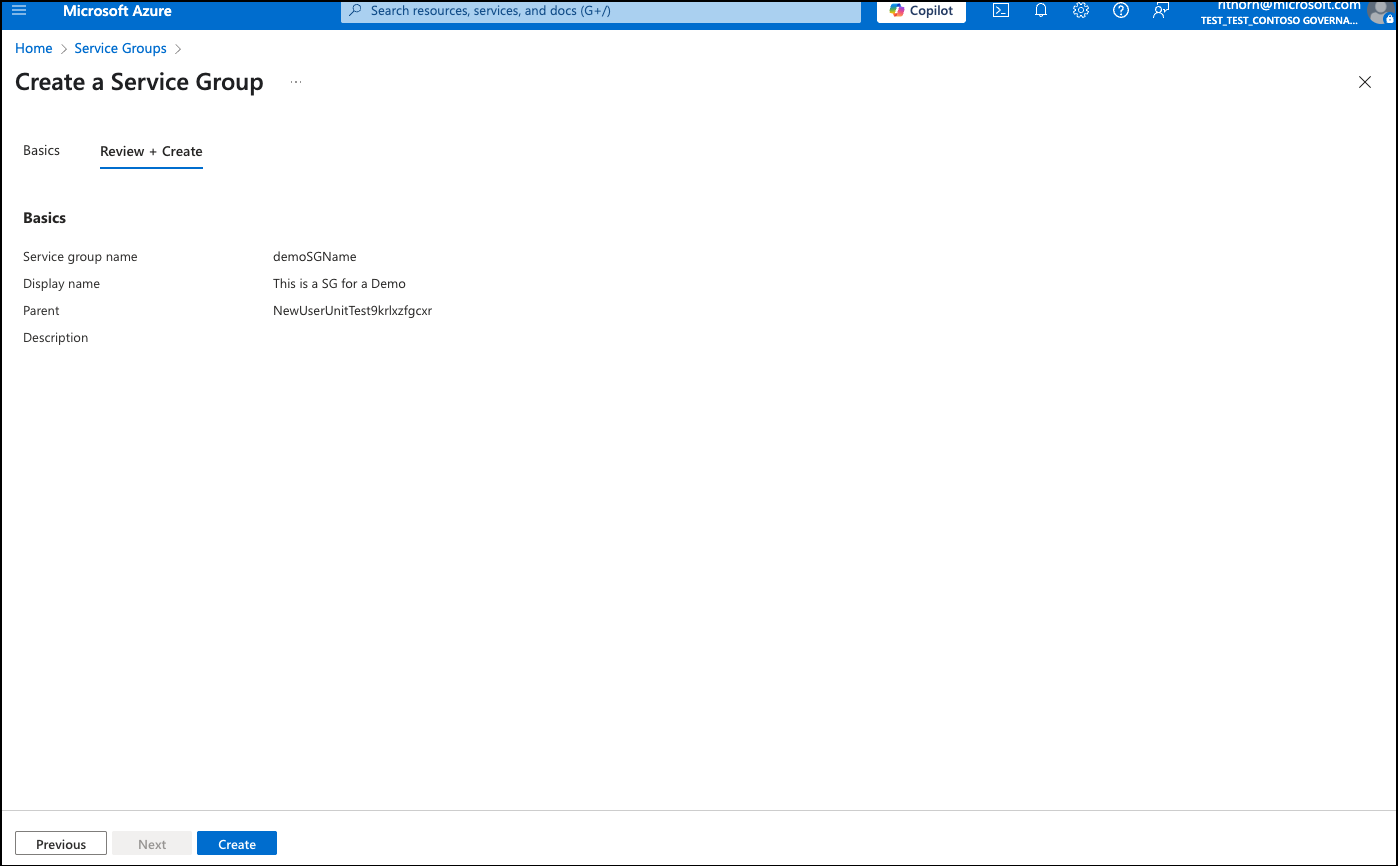 Microsoft Azure
Search resources, services, and docs (G+/)
Copilot
rithorn@microsoft.com
TEST_TEST_CONTOSO GOVERNA...
Home > Service Groups >
Create a Service Group ...
Basics
Review + Create
Basics
Service group name demoSGName
Display name This is a SG for a Demo
Parent NewUserUnitTest9krlxzfgcxr
Description
Previous Next Create